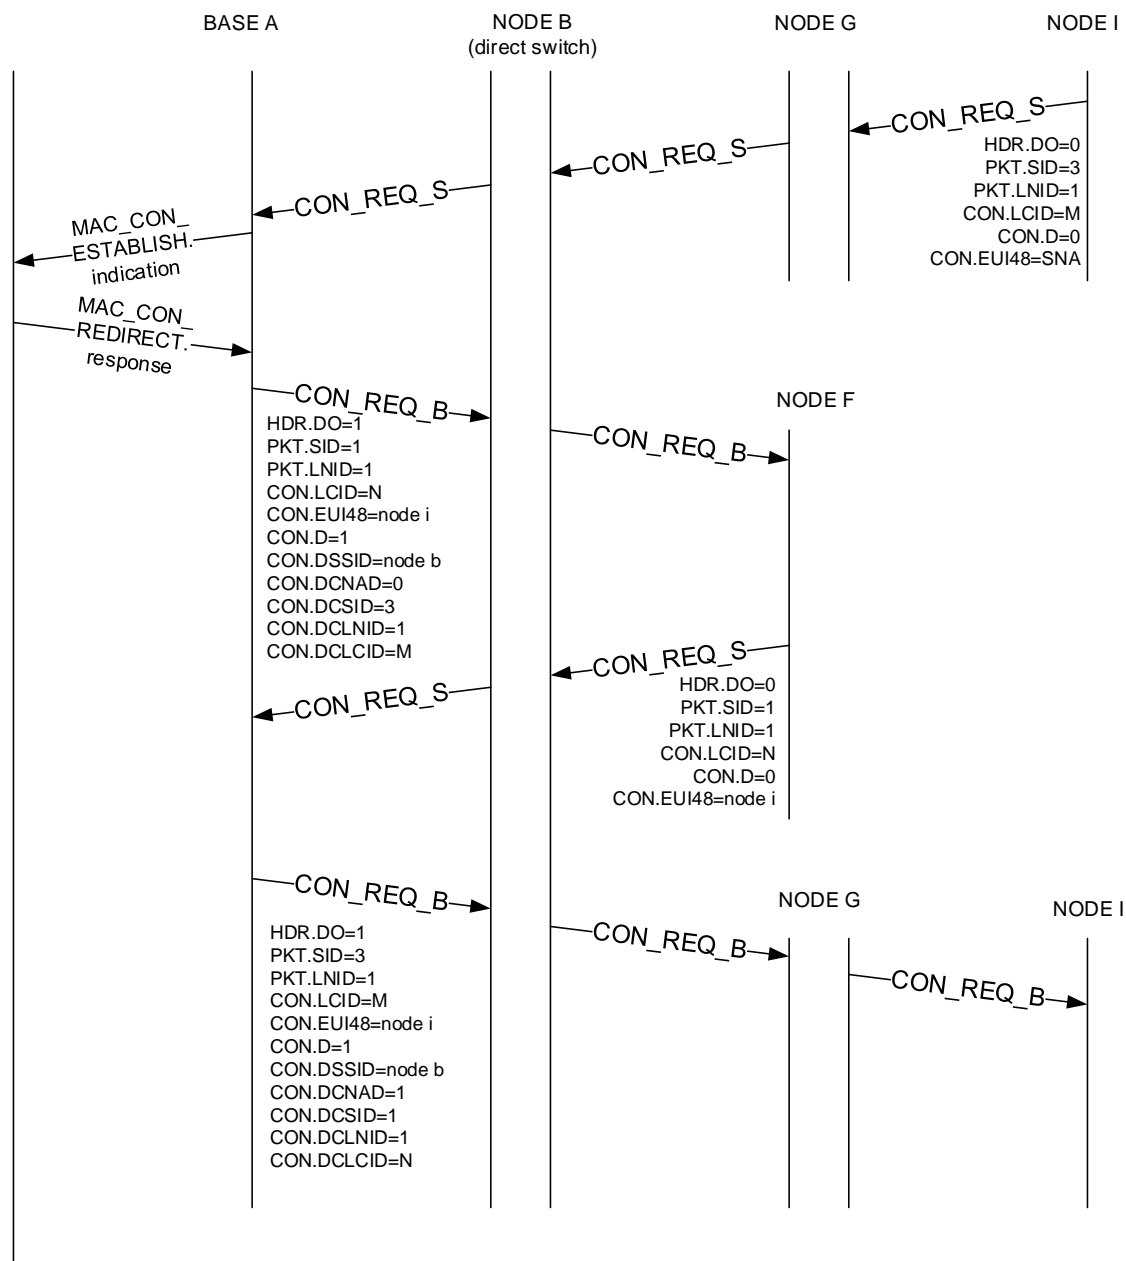 BASE A
NODE B
(direct switch)
NODE G
NODE I
CON_REQ_S
HDR.DO=0
PKT.SID=3
PKT.LNID=1
CON.LCID=M
CON.D=0
CON.EUI48=SNA
CON_REQ_S
CON_REQ_S
MAC_CON_
ESTABLISH.
indication
MAC_CON_
REDIRECT.
response
CON_REQ_B
HDR.DO=1
PKT.SID=1
PKT.LNID=1
CON.LCID=N
CON.EUI48=node i
CON.D=1
CON.DSSID=node b
CON.DCNAD=0
CON.DCSID=3
CON.DCLNID=1
CON.DCLCID=M
NODE F
CON_REQ_B
CON_REQ_S
HDR.DO=0
PKT.SID=1
PKT.LNID=1
CON.LCID=N
CON.D=0
CON.EUI48=node i
CON_REQ_S
CON_REQ_B
HDR.DO=1
PKT.SID=3
PKT.LNID=1
CON.LCID=M
CON.EUI48=node i
CON.D=1
CON.DSSID=node b
CON.DCNAD=1
CON.DCSID=1
CON.DCLNID=1
CON.DCLCID=N
NODE G
NODE I
CON_REQ_B
CON_REQ_B